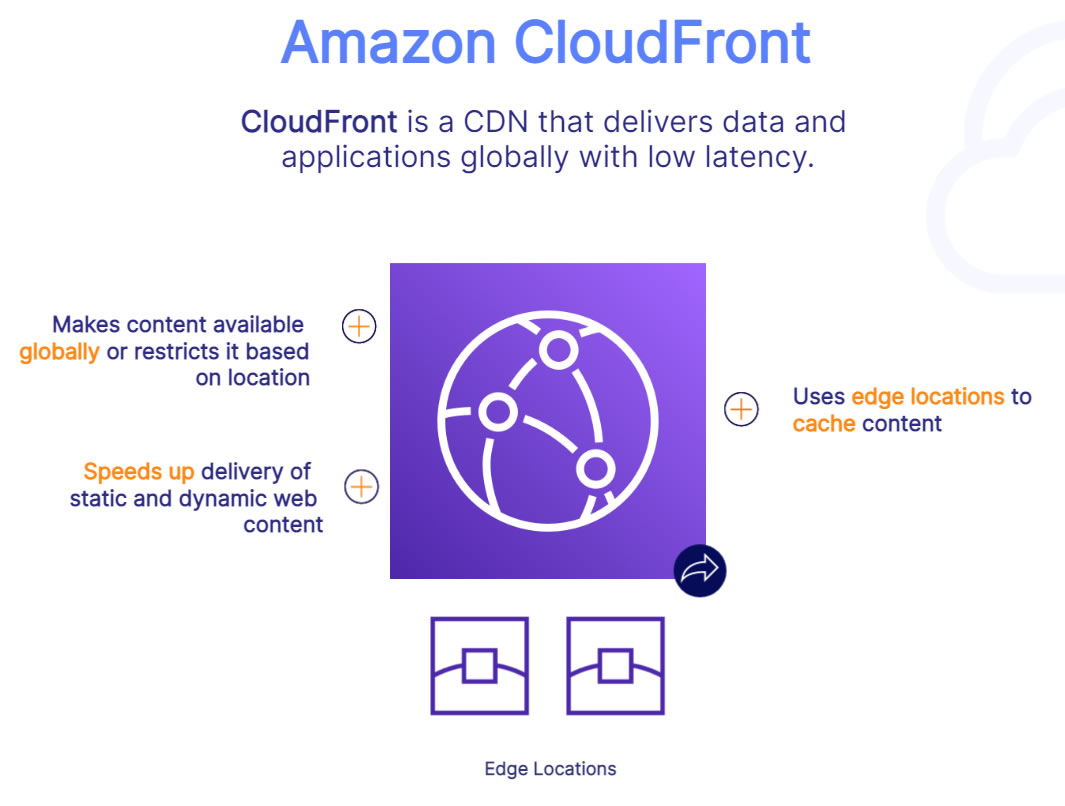 Amazon CloudFront
CloudFront is a CDN that delivers data and
applications globally with low latency.
Makes content available
globally or restricts it based
on location
Speeds up delivery of
static and dynamic web
content
Uses edge locations to
cache content
Edge Locations